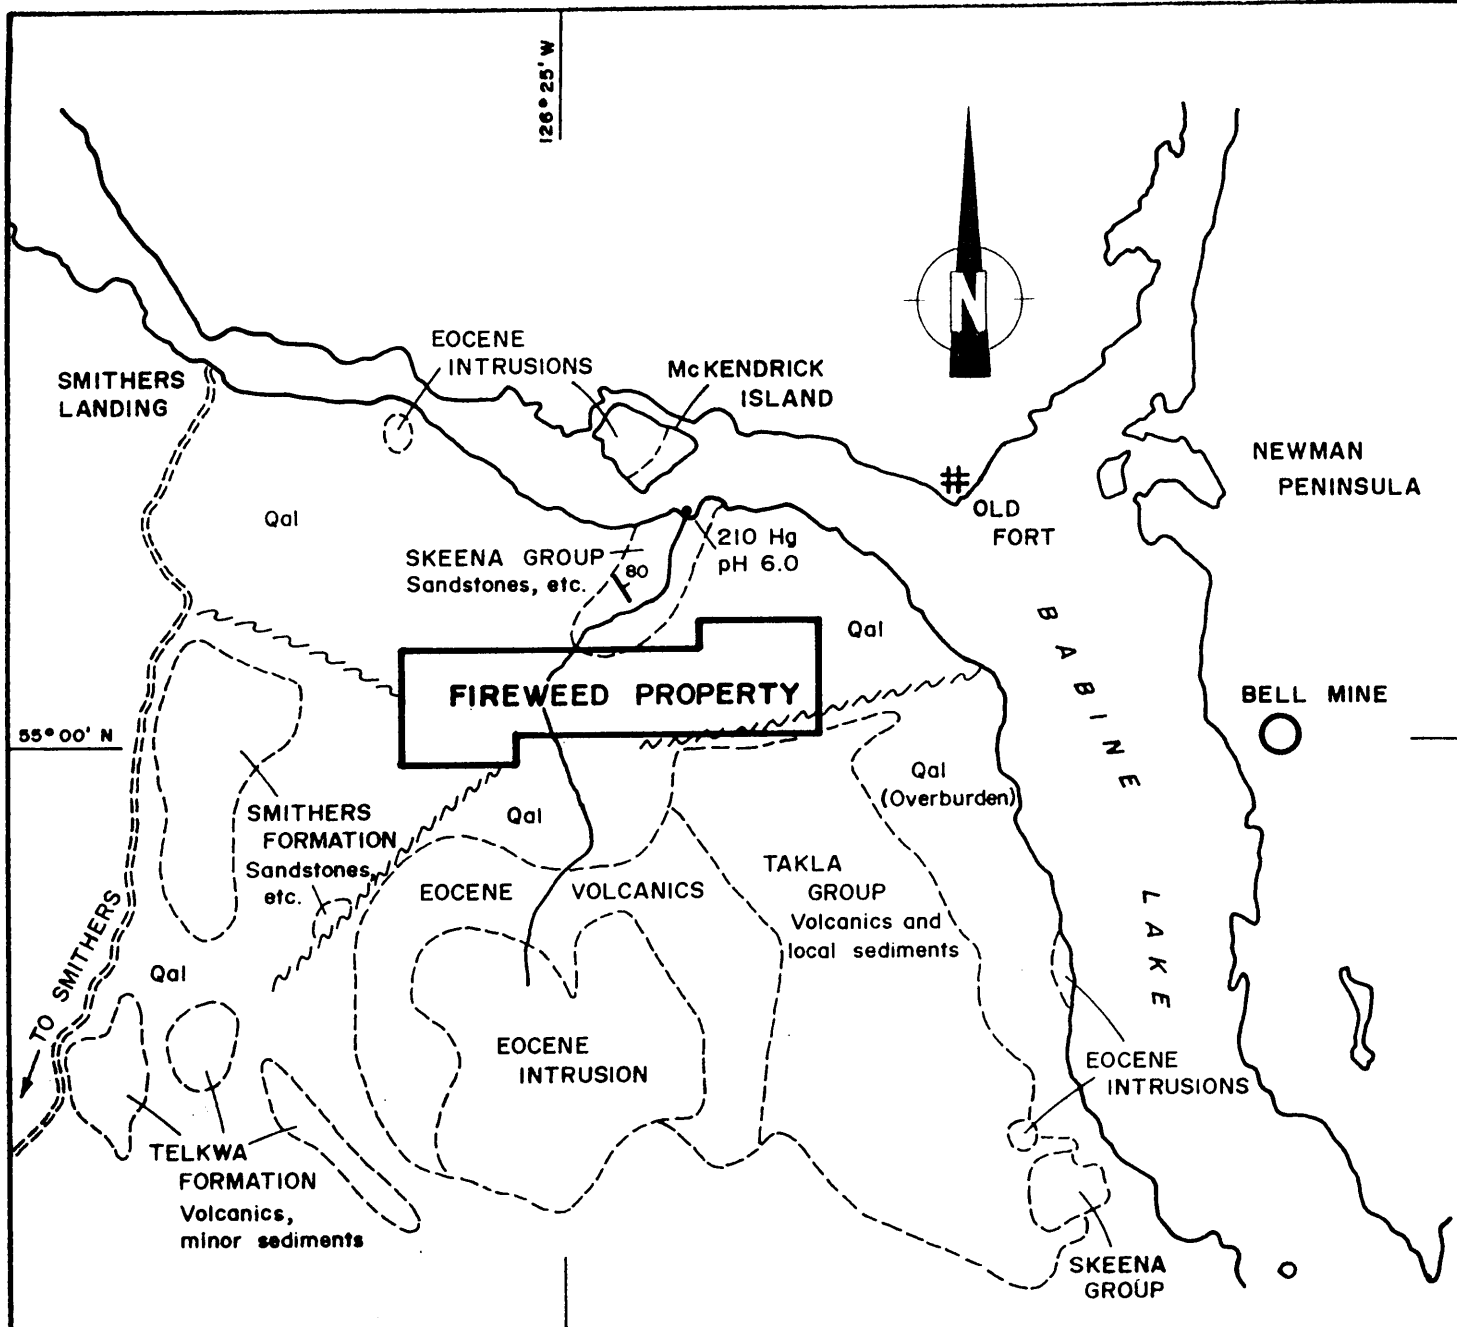 126° 25' W
EOCENE
INTRUSIONS
McKENDRICK
ISLAND
N
SMITHERS
LANDING
NEWMAN
PENINSULA
OLD
FORT
Qal
210 Hg
pH 6.0
SKEENA GROUP
Sandstones, etc.
80
Qal
BABINE LAKE
FIREWEED PROPERTY
BELL MINE
55° 00' N
Qal
(Overburden)
SMITHERS
FORMATION
Sandstones,
etc.
Qal
TAKLA
GROUP
Volcanics and
local sediments
EOCENE VOLCANICS
TO SMITHERS
Qal
EOCENE
INTRUSION
EOCENE
INTRUSIONS
TELKWA
FORMATION
Volcanics,
minor sediments
SKEENA
GROUP